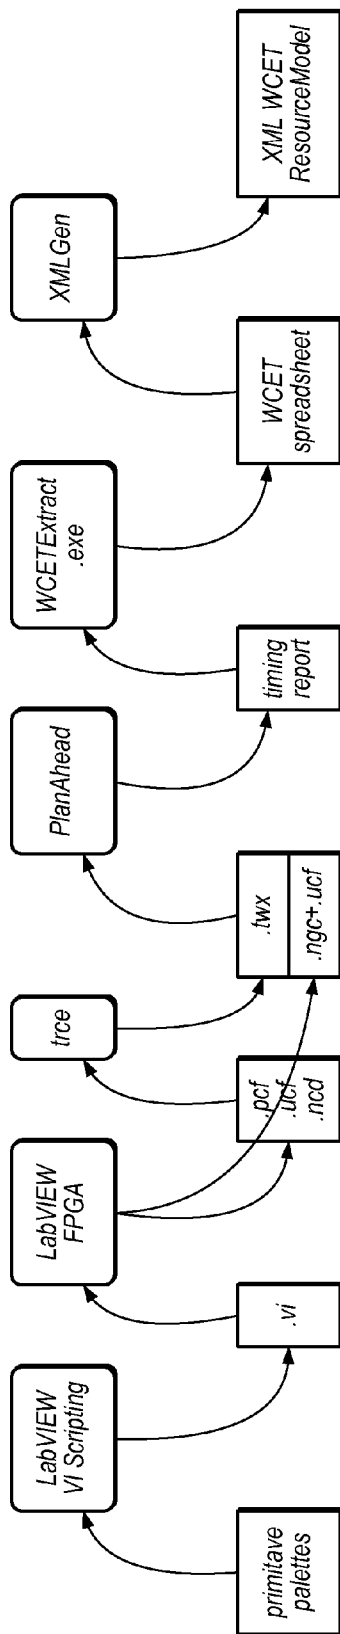 primitave
palettes
LabVIEW
VI Scripting
.vi
LabVIEW
FPGA
.pcf
.ucf
.ncd
trce
.twx
.ngc+.ucf
PlanAhead
timing
report
WCETExtract
.exe
WCET
spreadsheet
XMLGen
XML WCET
ResourceModel